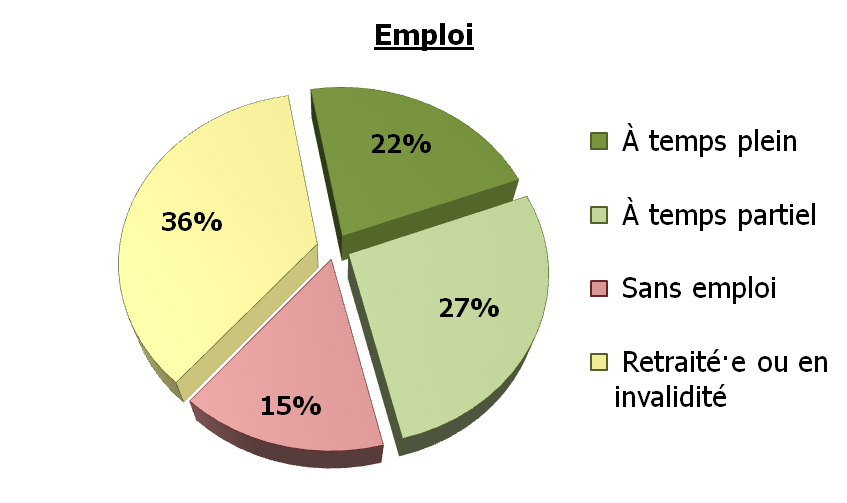 Emploi
22%
36%
27%
15%
À temps plein
À temps partiel
Sans emploi
Retraité·e ou en
invalidité